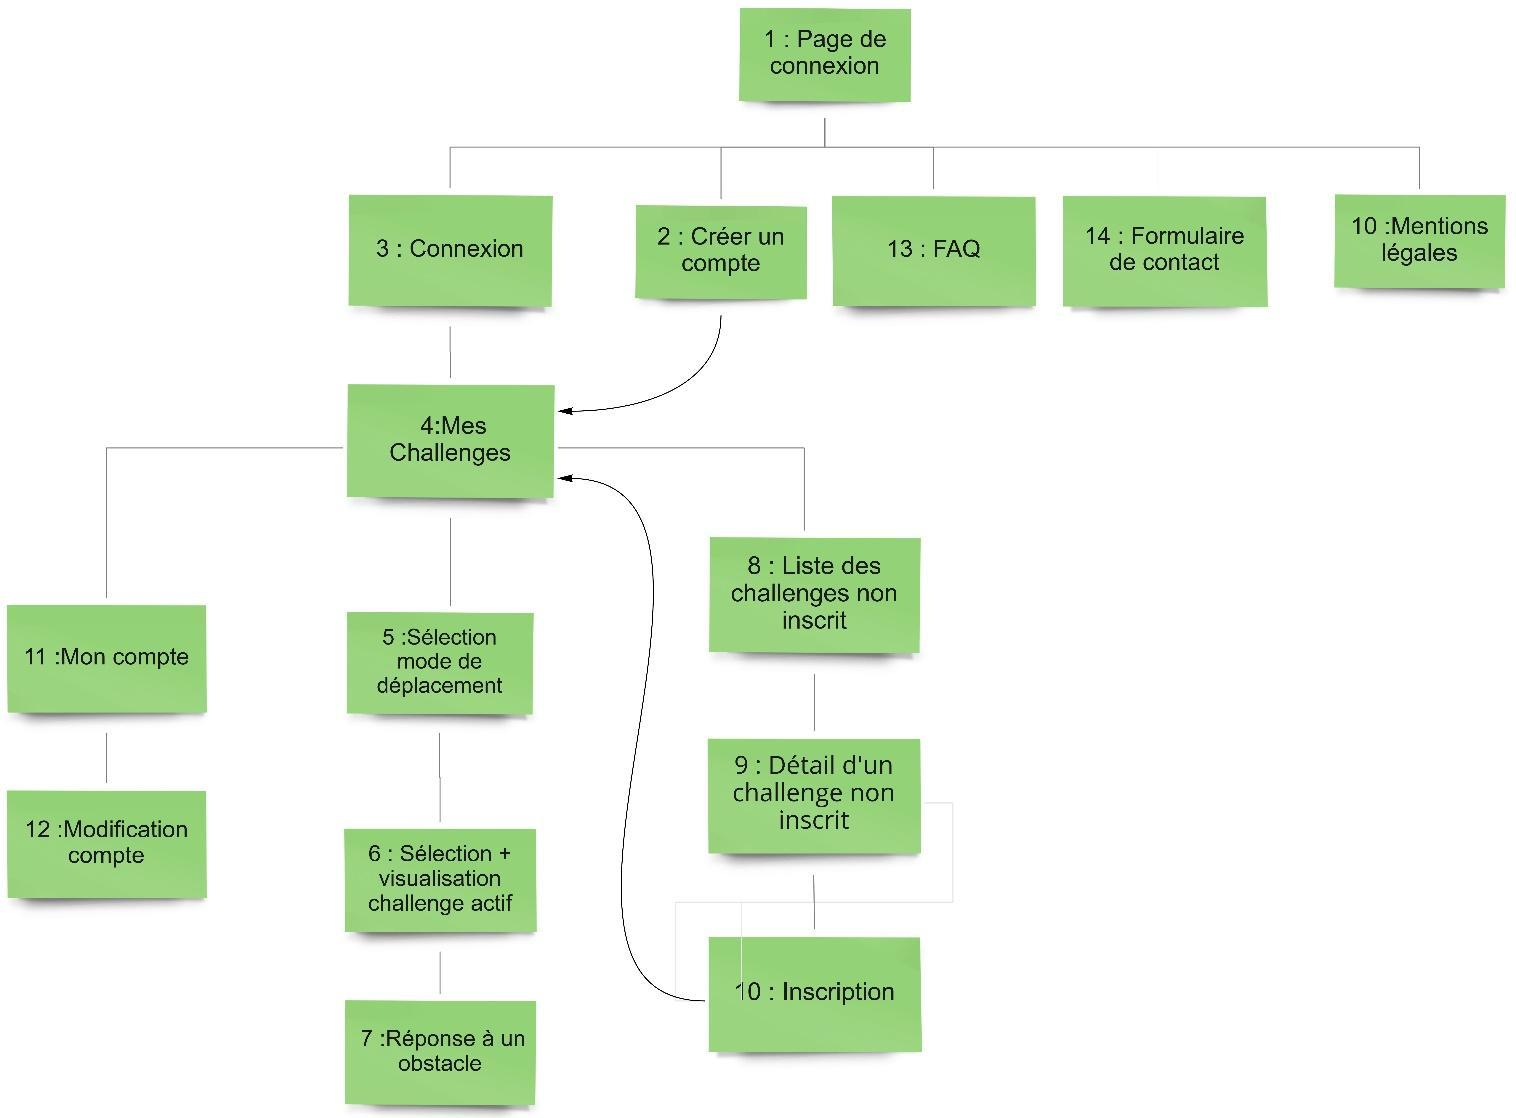 1 : Page de
connexion
3 : Connexion
2 : Créer un
compte
13 : FAQ
14 : Formulaire
de contact
10 :Mentions
légales
4:Mes
Challenges
8 : Liste des
challenges non
inscrit
11 :Mon compte
5 :Sélection
mode de
déplacement
9 : Détail d'un
challenge non
inscrit
12 :Modification
compte
6 : Sélection +
visualisation
challenge actif
10 : Inscription
7 :Réponse à un
obstacle